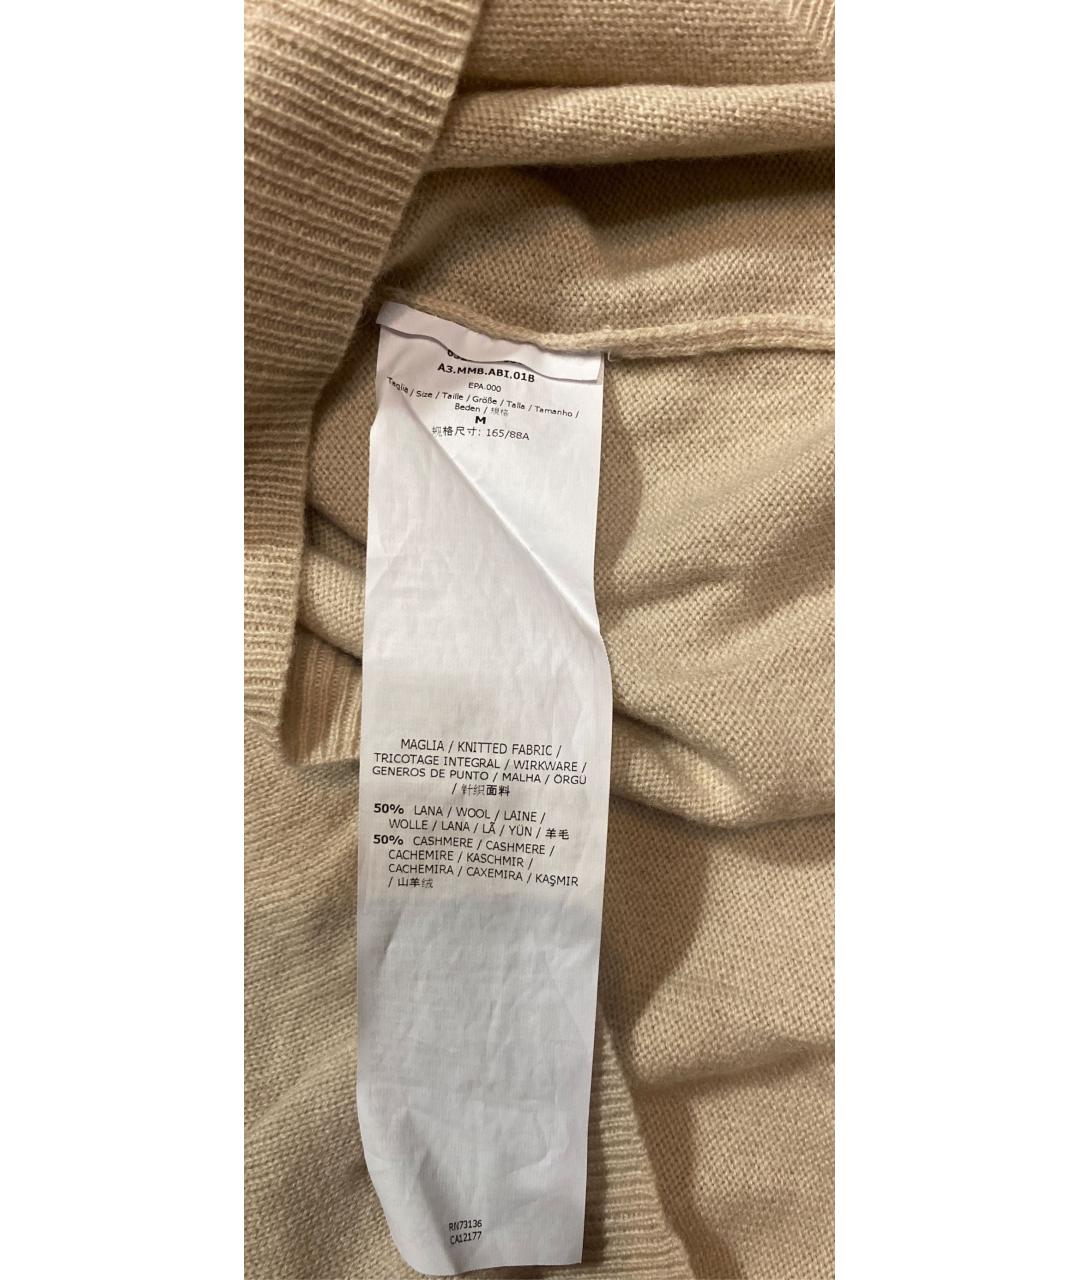 A3.MMB.ABI.01B
EPA.000
Taglia / Size / Taille / Größe / Talla / Tamanho /
Beden / 規格
M
规格尺寸: 165/88A
MAGLIA / KNITTED FABRIC /
TRICOTAGE INTEGRAL / WIRKWARE /
GENEROS DE PUNTO / MALHA / ÖRGÜ
/ 针织面料
50% LANA / WOOL / LAINE /
WOLLE / LANA / LÃ / YÜN / 羊毛
50% CASHMERE / CASHMERE /
CACHEMIRE / KASCHMIR /
CACHEMIRA / CAXEMIRA / KAŞMIR
/ 山羊绒
RN73136
CA12177